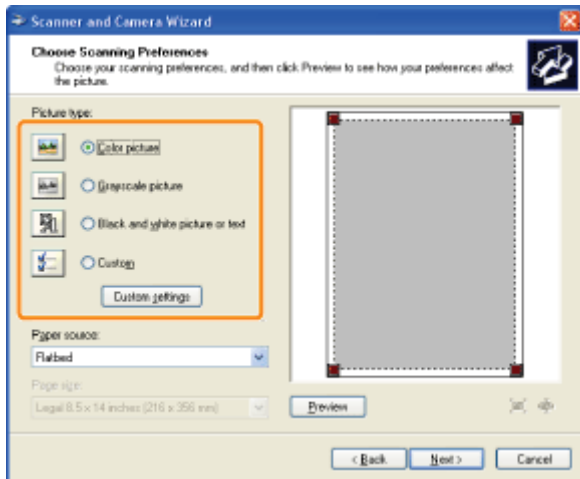 Scanner and Camera Wizard
Choose Scanning Preferences
Choose your scanning preferences, and then click Preview to see how your preferences affect
the picture.
Picture type:
Color picture
Grayscale picture
Black and white picture or text
Custom
Custom settings
Paper source:
Flatbed
Page size:
Legal 8.5 x 14 inches (216 x 356 mm)
Preview
< Back
Next >
Cancel